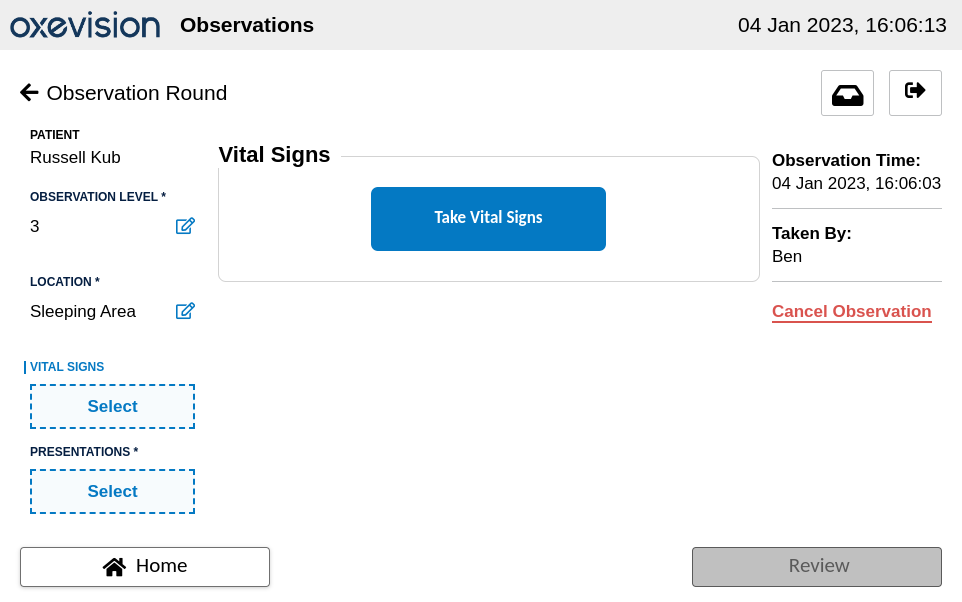 oxevision Observations 04 Jan 2023, 16:06:13
Observation Round
PATIENT
Russell Kub
OBSERVATION LEVEL *
3
LOCATION *
Sleeping Area
VITAL SIGNS
Select
PRESENTATIONS *
Select
Vital Signs
Take Vital Signs
Observation Time:
04 Jan 2023, 16:06:03
Taken By:
Ben
Cancel Observation
Home
Review